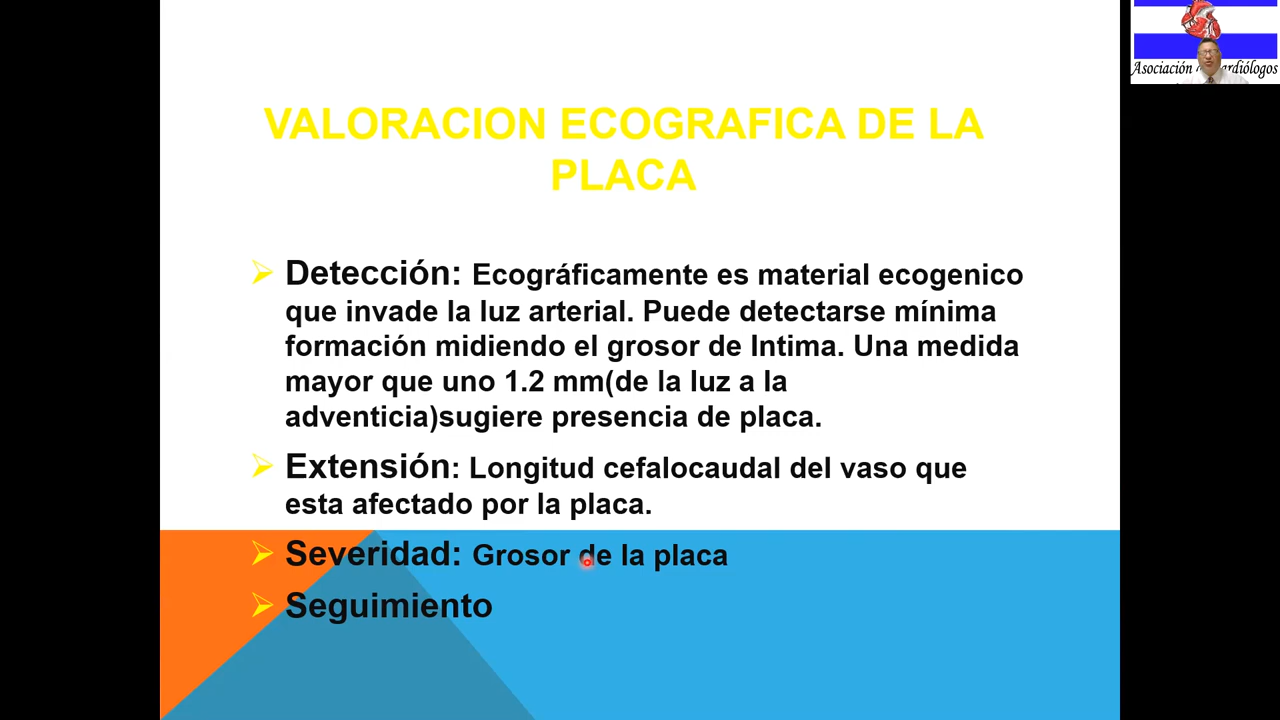 VALORACION ECOGRAFICA DE LA
PLACA
Detección: Ecográficamente es material ecogenico
que invade la luz arterial. Puede detectarse mínima
formación midiendo el grosor de Intima. Una medida
mayor que uno 1.2 mm(de la luz a la
adventicia)sugiere presencia de placa.
Extensión: Longitud cefalocaudal del vaso que
esta afectado por la placa.
Severidad: Grosor de la placa
Seguimiento
Asociación